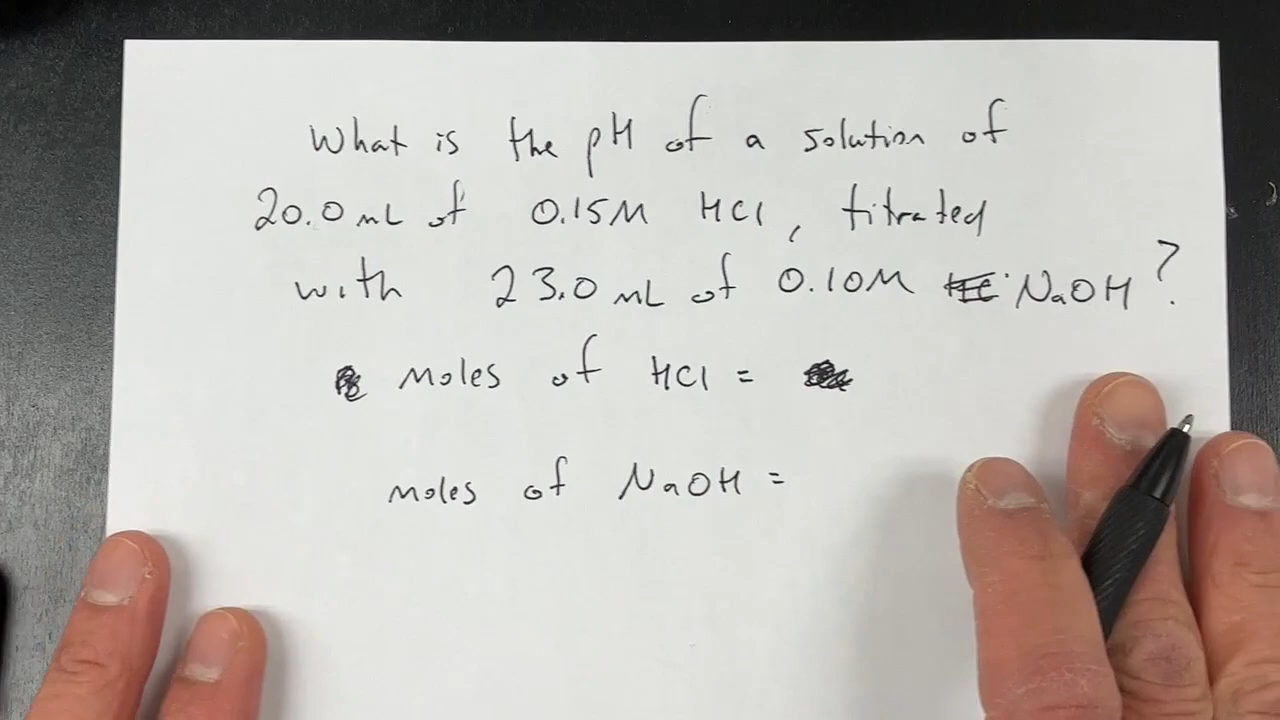 What is the pH of a solution of
20.0 mL of 0.15M HCl, titrated
with 23.0 mL of 0.10M NaOH?
moles of HCl =
moles of NaOH =